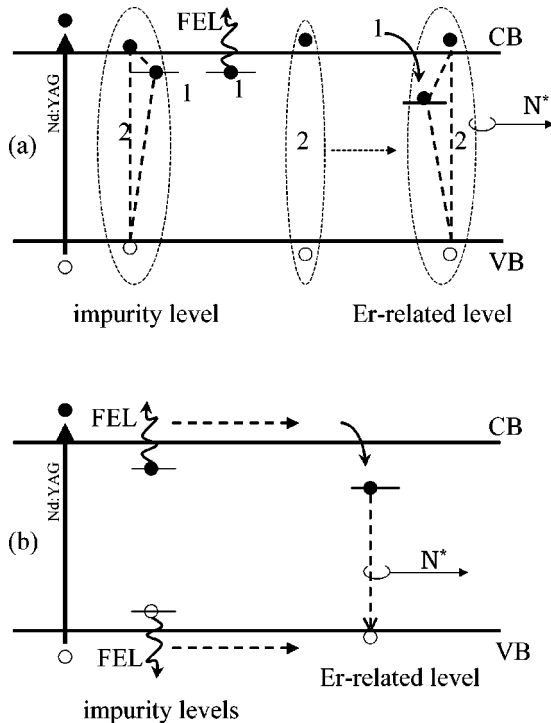 FEL
1
CB
Nd:YAG
1
1
2
2
2
N*
(a)
VB
impurity level
Er-related level
FEL
CB
Nd:YAG
(b)
N*
VB
FEL
Er-related level
impurity levels